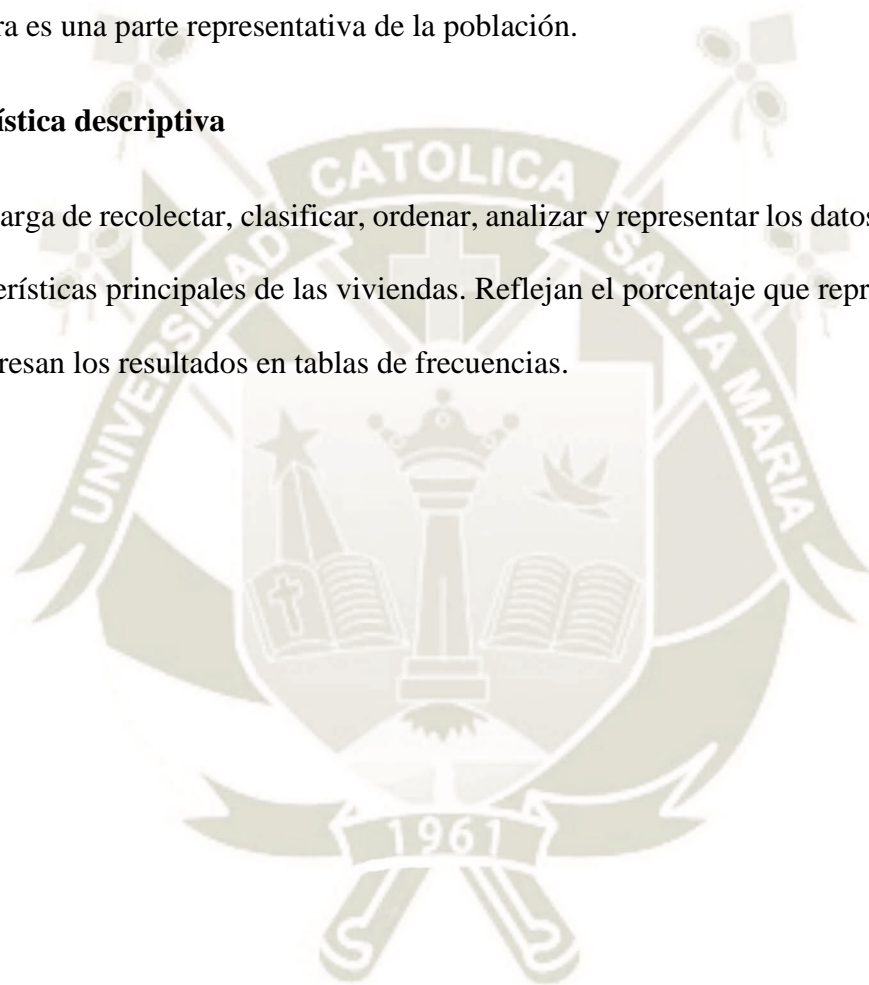 ra es una parte representativa de la población.
ística descriptiva
arga de recolectar, clasificar, ordenar, analizar y representar los datos
erísticas principales de las viviendas. Reflejan el porcentaje que repr
resan los resultados en tablas de frecuencias.
UNIVERSIDAD CATOLICA SANTA MARIA
1961